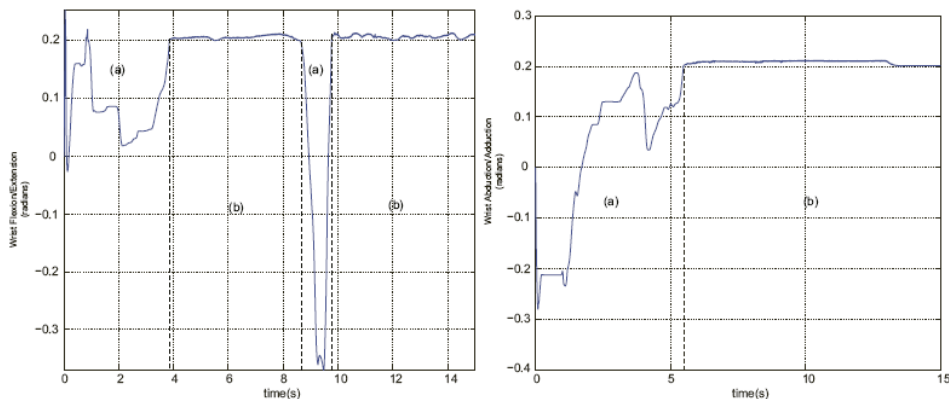 0.2
0.1
0
−0.1
−0.2
−0.3
0 2 4 6 8 10 12 14
time(s)
Wrist Flexion/Extension
(radians)
(a)
(b)
(a)
(b)
0.3
0.2
0.1
0
−0.1
−0.2
−0.3
−0.4
0 5 10 15
time(s)
Wrist Abduction/Adduction
(radians)
(a)
(b)